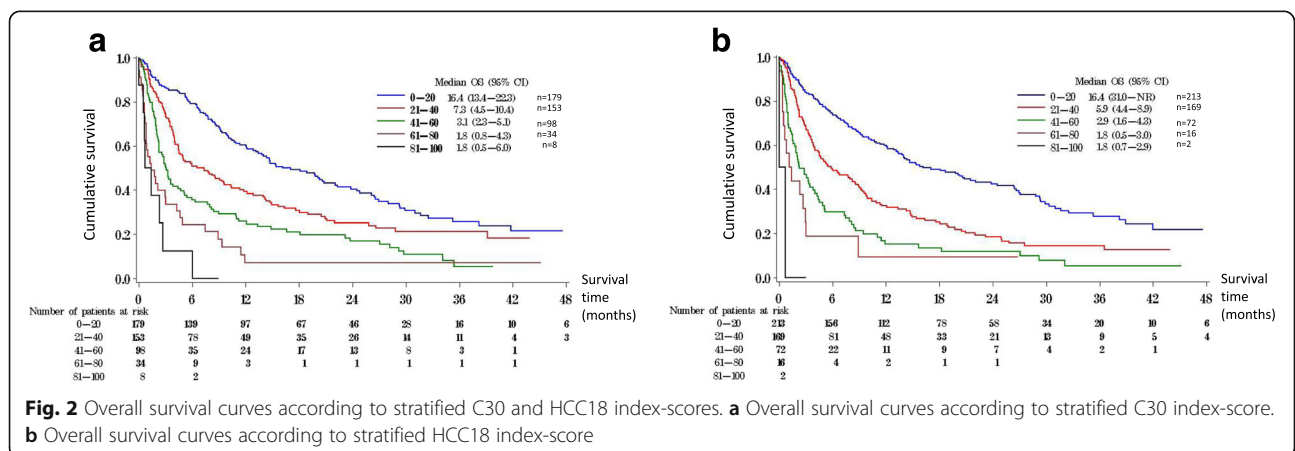 a
Cumulative survival
1.0
0.8
0.6
0.4
0.2
0.0
Median OS (95% CI)
0-20 16.4 (13.4-22.3) n=179
21-40 7.3 (4.5-10.4) n=153
41-60 3.1 (2.3-5.1) n=98
61-80 1.8 (0.8-4.3) n=34
81-100 1.8 (0.5-6.0) n=8
0 6 12 18 24 30 36 42 48
Survival
time
(months)
Number of patients at risk
0-20 179 139 97 67 46 28 16 10 6
21-40 153 78 49 35 26 14 11 4 3
41-60 98 35 24 17 13 8 3 1
61-80 34 9 3 1 1 1 1 1
81-100 8 2
b
Cumulative survival
1.0
0.8
0.6
0.4
0.2
0.0
Median OS (95% CI)
0-20 16.4 (31.0-NR) n=213
21-40 5.9 (4.4-8.9) n=169
41-60 2.9 (1.6-4.3) n=72
61-80 1.8 (0.5-3.0) n=16
81-100 1.8 (0.7-2.9) n=2
0 6 12 18 24 30 36 42 48
Survival
time
(months)
Number of patients at risk
0-20 213 156 112 78 58 34 20 10 6
21-40 169 81 48 33 21 13 9 5 4
41-60 72 22 11 9 7 4 2 1
61-80 16 4 2 1 1
81-100 2
Fig. 2 Overall survival curves according to stratified C30 and HCC18 index-scores. a Overall survival curves according to stratified C30 index-score.
b Overall survival curves according to stratified HCC18 index-score